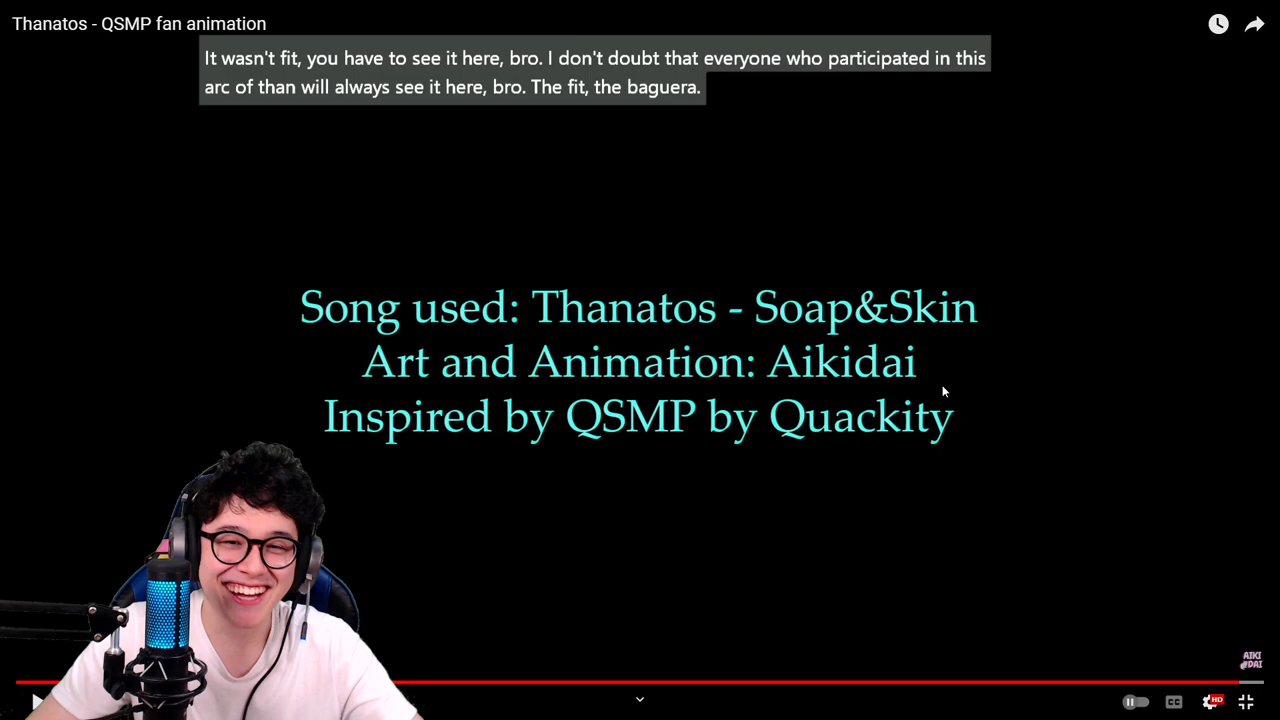 Thanatos - QSMP fan animation
It wasn't fit, you have to see it here, bro. I don't doubt that everyone who participated in this
arc of than will always see it here, bro. The fit, the baguera.
Song used: Thanatos - Soap&Skin
Art and Animation: Aikidai
Inspired by QSMP by Quackity
AIKI
DAI
CC
HD